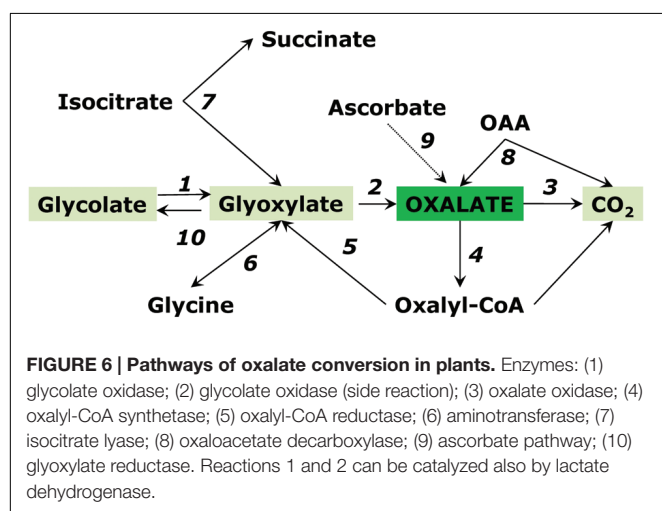 Succinate
Isocitrate
7
Ascorbate
OAA
9
8
Glycolate
1
Glyoxylate
2
OXALATE
3
CO₂
10
6
5
4
Glycine
Oxalyl-CoA
FIGURE 6 | Pathways of oxalate conversion in plants. Enzymes: (1)
glycolate oxidase; (2) glycolate oxidase (side reaction); (3) oxalate oxidase; (4)
oxalyl-CoA synthetase; (5) oxalyl-CoA reductase; (6) aminotransferase; (7)
isocitrate lyase; (8) oxaloacetate decarboxylase; (9) ascorbate pathway; (10)
glyoxylate reductase. Reactions 1 and 2 can be catalyzed also by lactate
dehydrogenase.